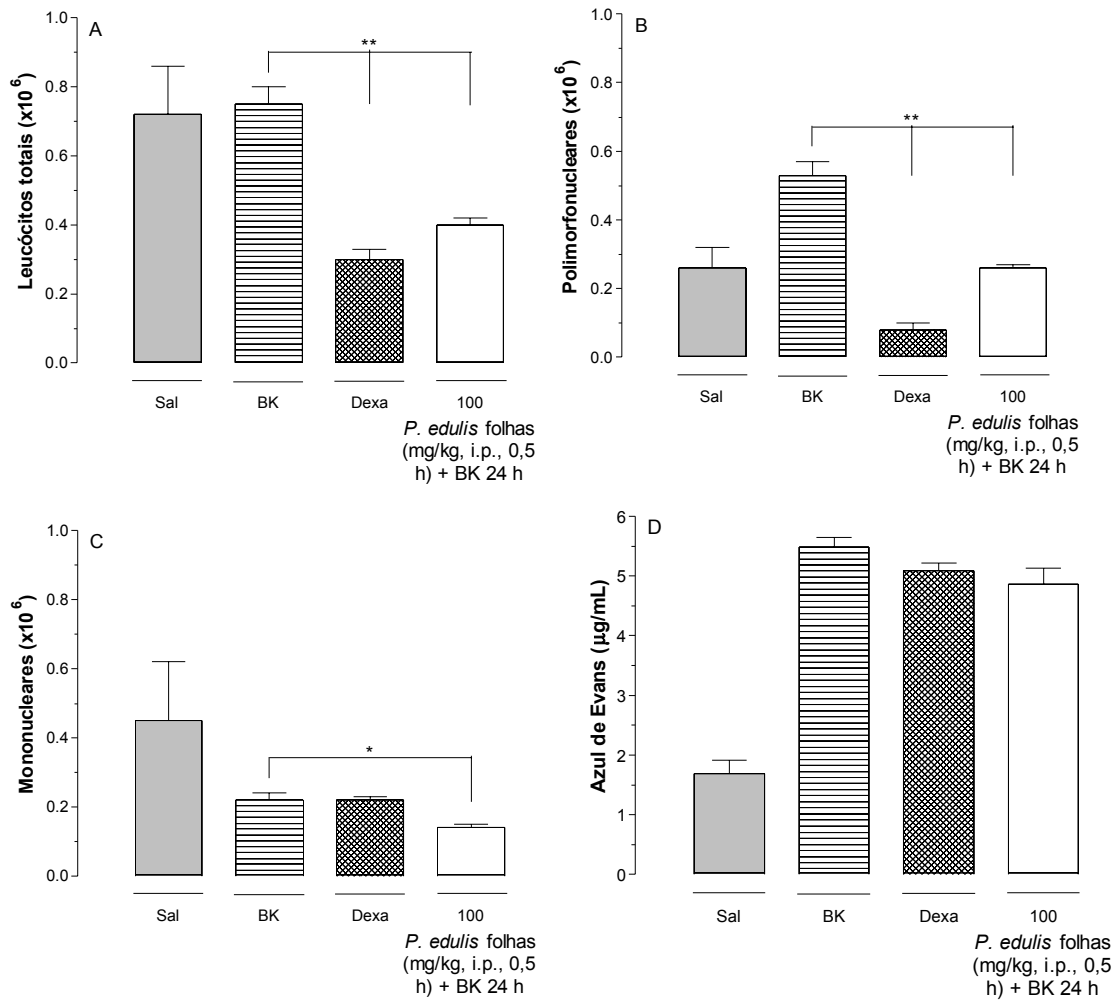 A
Leucócitos totais (x10⁶)
1.0
0.8
0.6
0.4
0.2
0.0
**
Sal BK Dexa 100
P. edulis folhas
(mg/kg, i.p., 0,5
h) + BK 24 h
B
Polimorfonucleares (x10⁶)
1.0
0.8
0.6
0.4
0.2
0.0
**
Sal BK Dexa 100
P. edulis folhas
(mg/kg, i.p., 0,5
h) + BK 24 h
C
Mononucleares (x10⁶)
1.0
0.8
0.6
0.4
0.2
0.0
*
Sal BK Dexa 100
P. edulis folhas
(mg/kg, i.p., 0,5
h) + BK 24 h
D
Azul de Evans (µg/mL)
6
5
4
3
2
1
0
Sal BK Dexa 100
P. edulis folhas
(mg/kg, i.p., 0,5
h) + BK 24 h